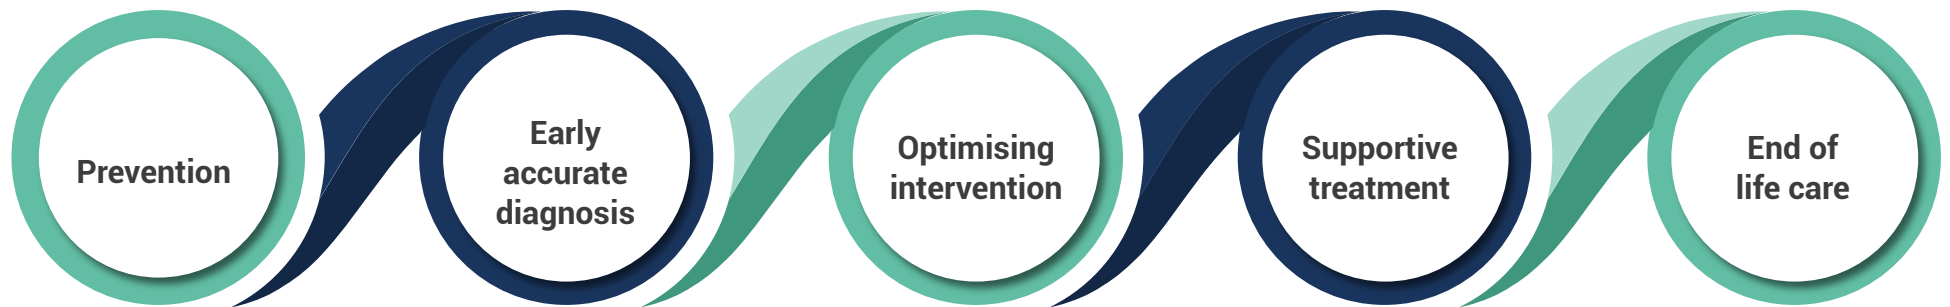 Prevention
Early
accurate
diagnosis
Optimising
intervention
Supportive
treatment
End of
life care